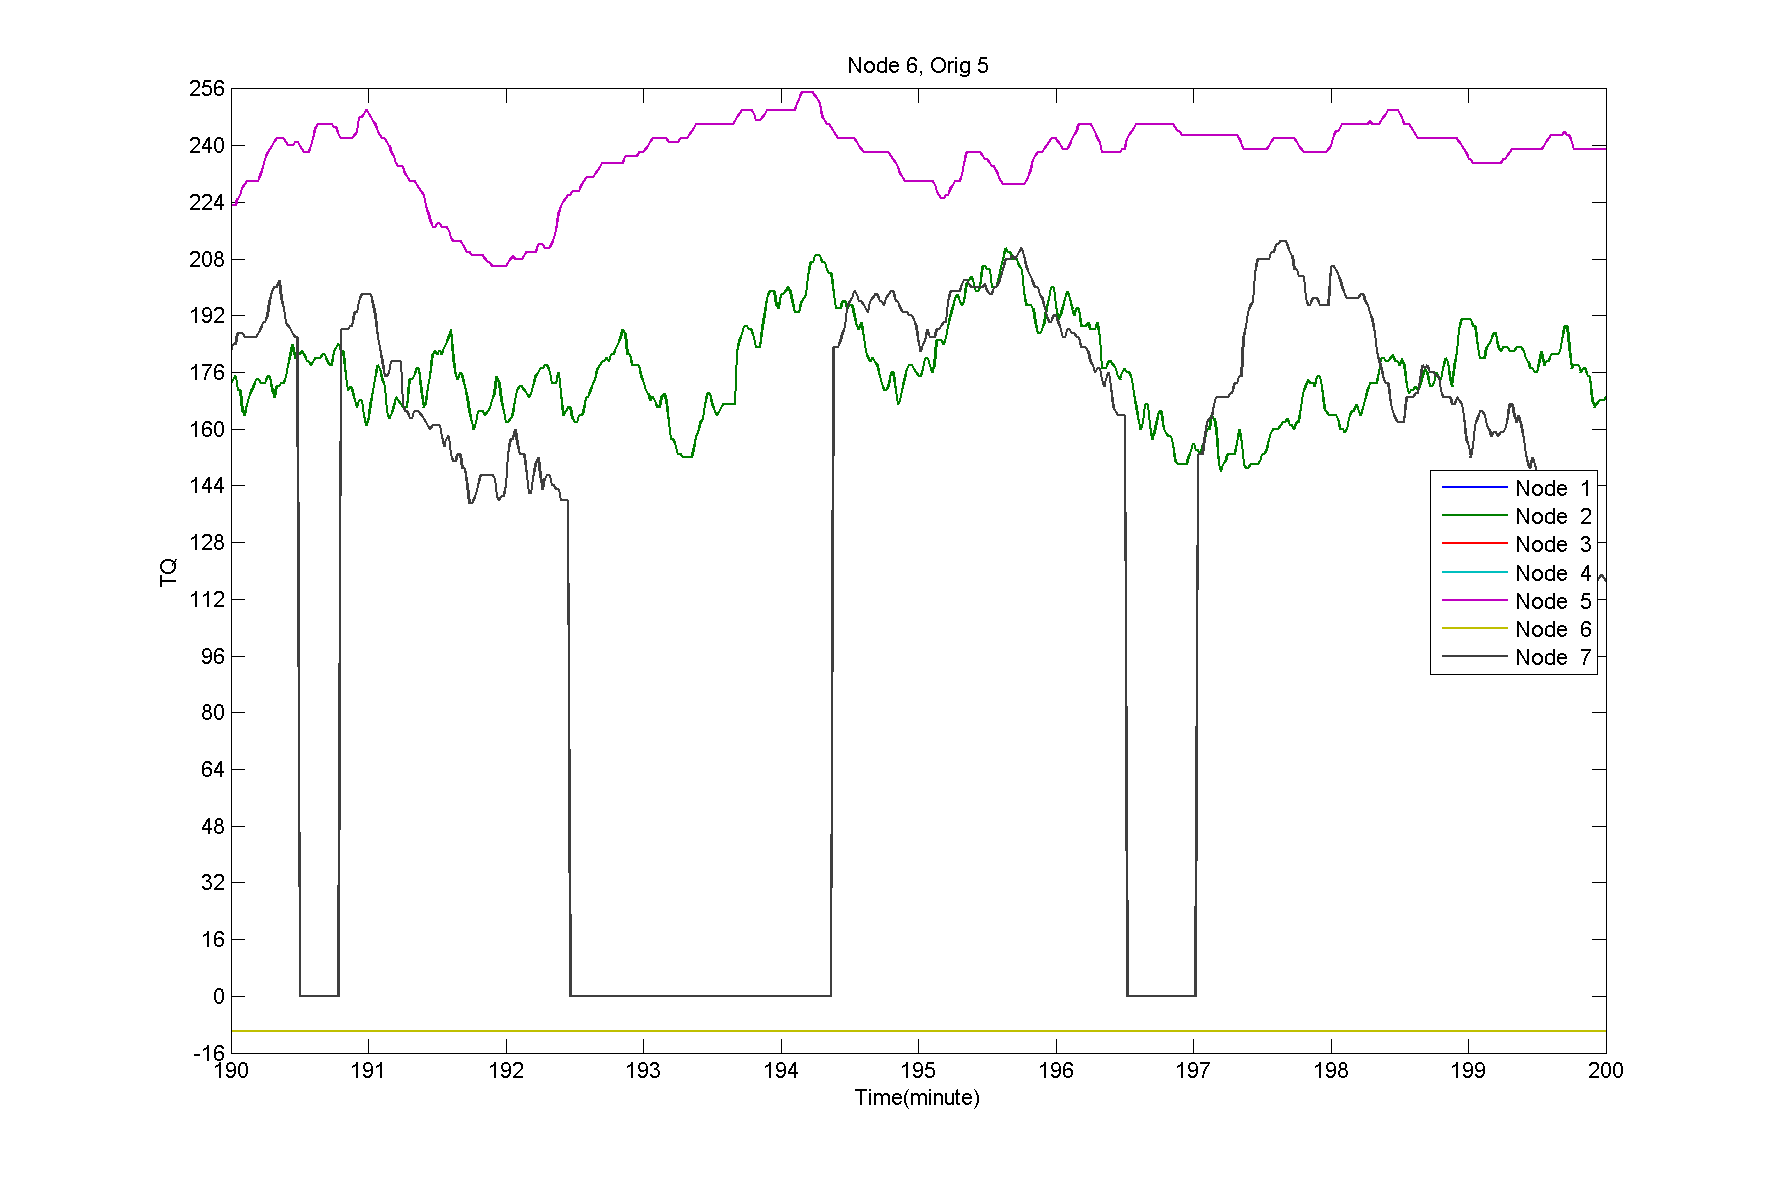 Node 6, Orig 5
256
240
224
208
192
176
160
144
128
112
96
80
64
48
32
16
0
-16
TQ
190 191 192 193 194 195 196 197 198 199 200
Time(minute)
Node 1
Node 2
Node 3
Node 4
Node 5
Node 6
Node 7